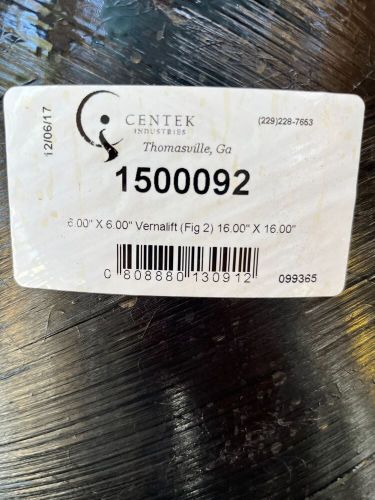 12/06/17
CENTEK
INDUSTRIES
(229)228-7653
Thomasville, Ga
1500092
6.00" X 6.00" Vernalift (Fig 2) 16.00" X 16.00"
C 808880 130912
099365